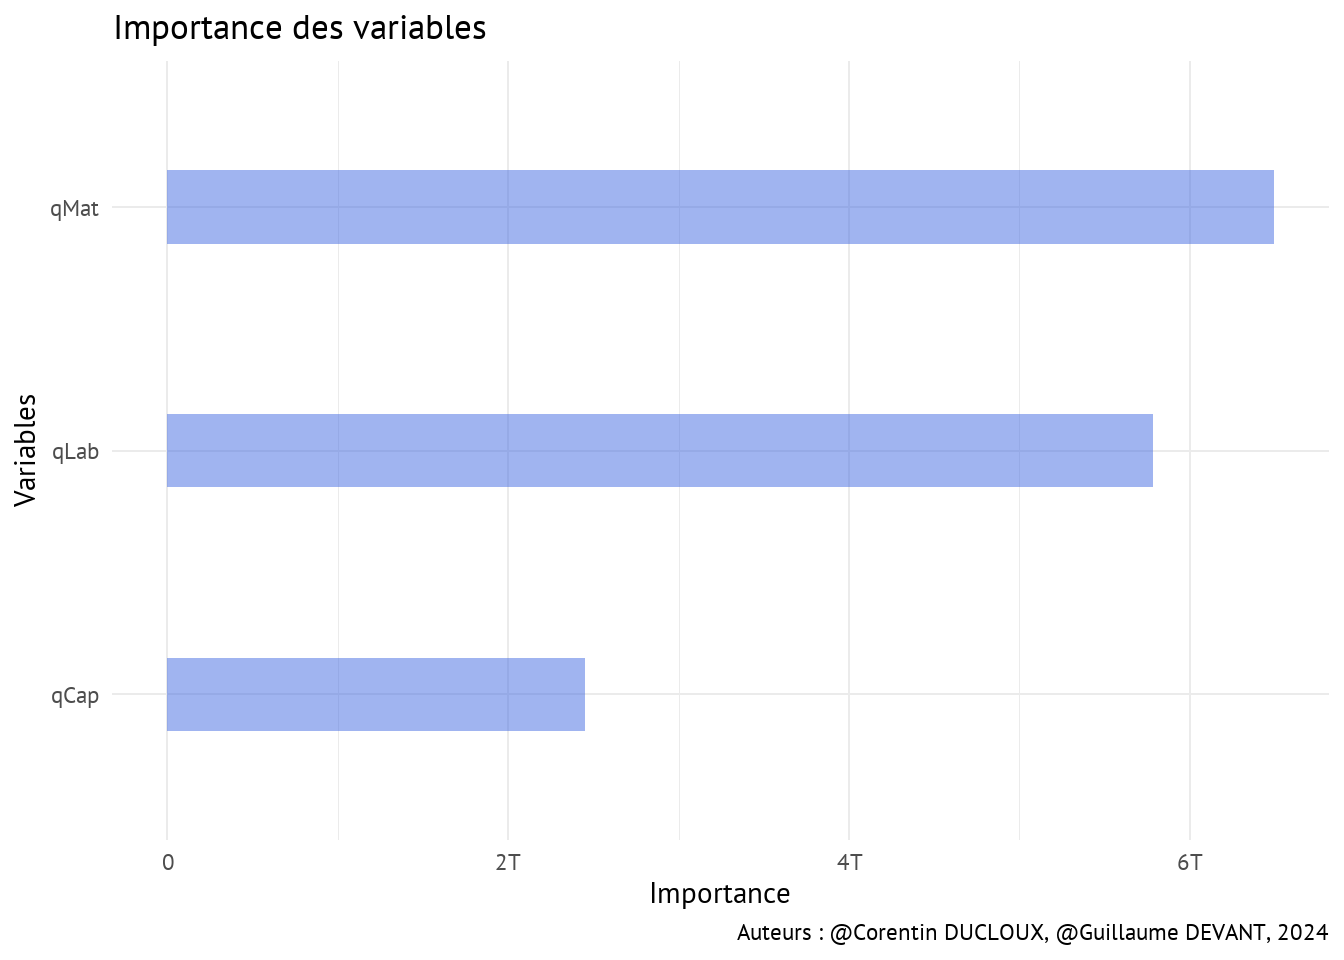 Importance des variables
qMat
qLab
qCap
Variables
0 2T 4T 6T
Importance
Auteurs : @Corentin DUCLOUX, @Guillaume DEVANT, 2024